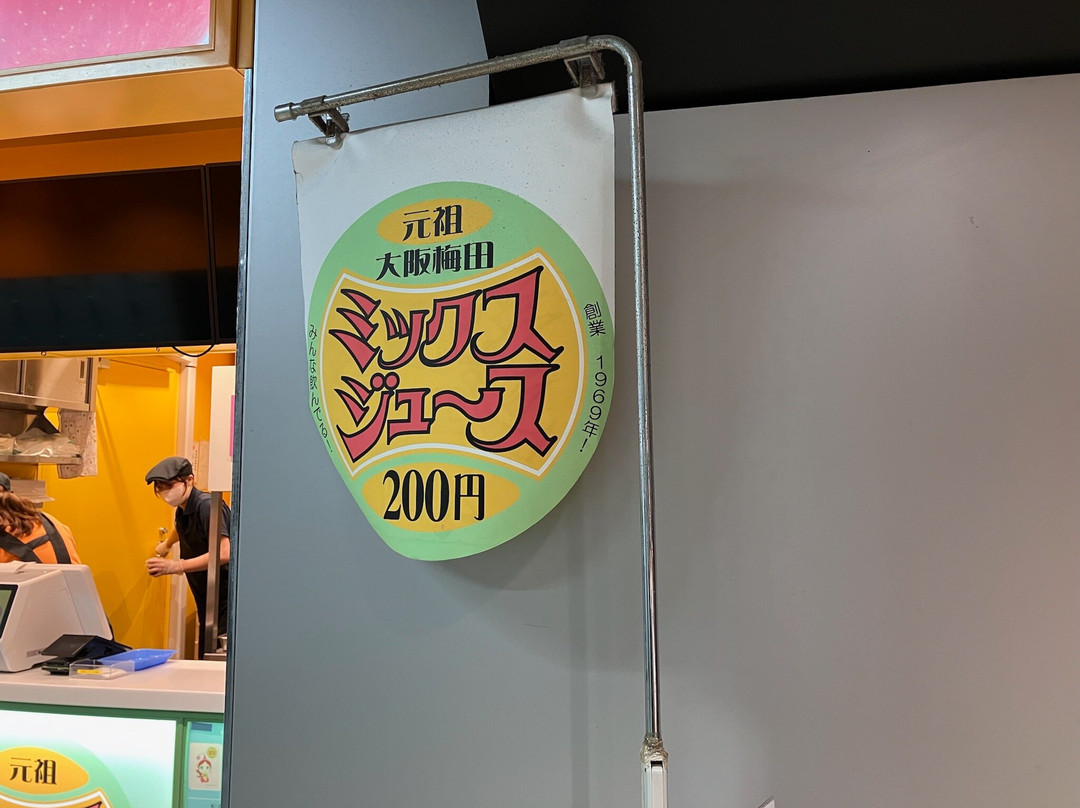 元祖
大阪梅田
ミックス
ジュ〜ス
200円
みんな飲んでる!
創業 1969年!
元祖